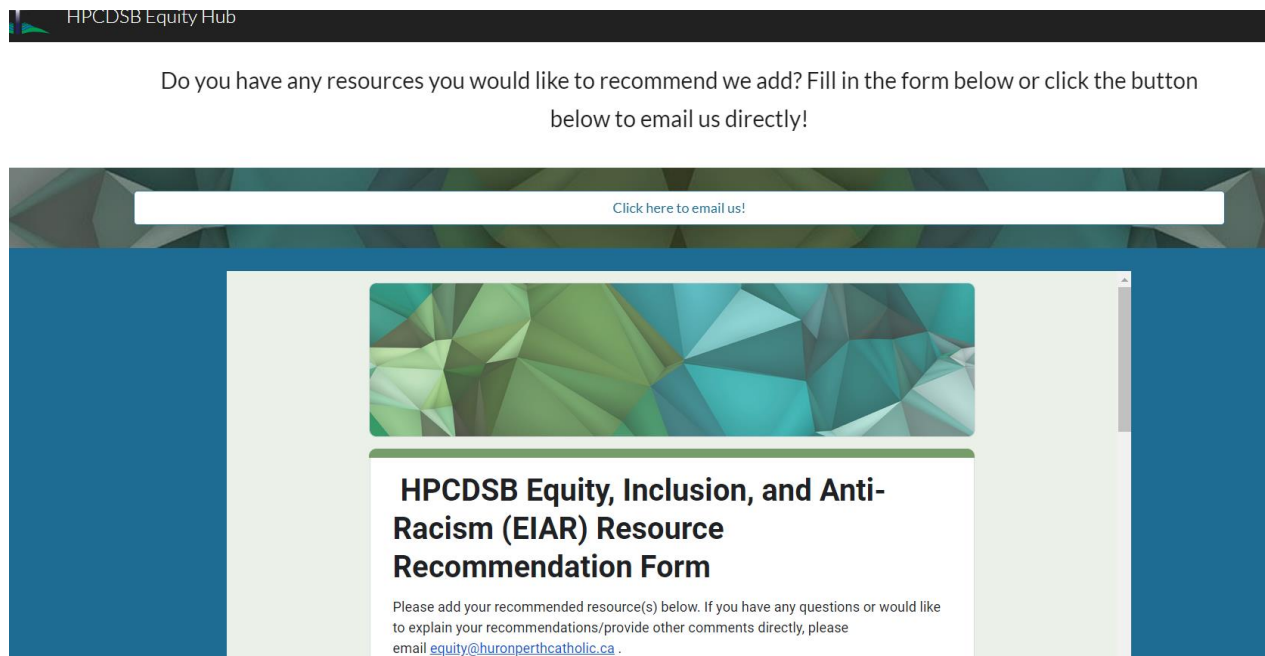 HPCDSB Equity Hub
Do you have any resources you would like to recommend we add? Fill in the form below or click the button
below to email us directly!
Click here to email us!
HPCDSB Equity, Inclusion, and Anti-
Racism (EIAR) Resource
Recommendation Form
Please add your recommended resource(s) below. If you have any questions or would like
to explain your recommendations/provide other comments directly, please
email equity@huronperthcatholic.ca .